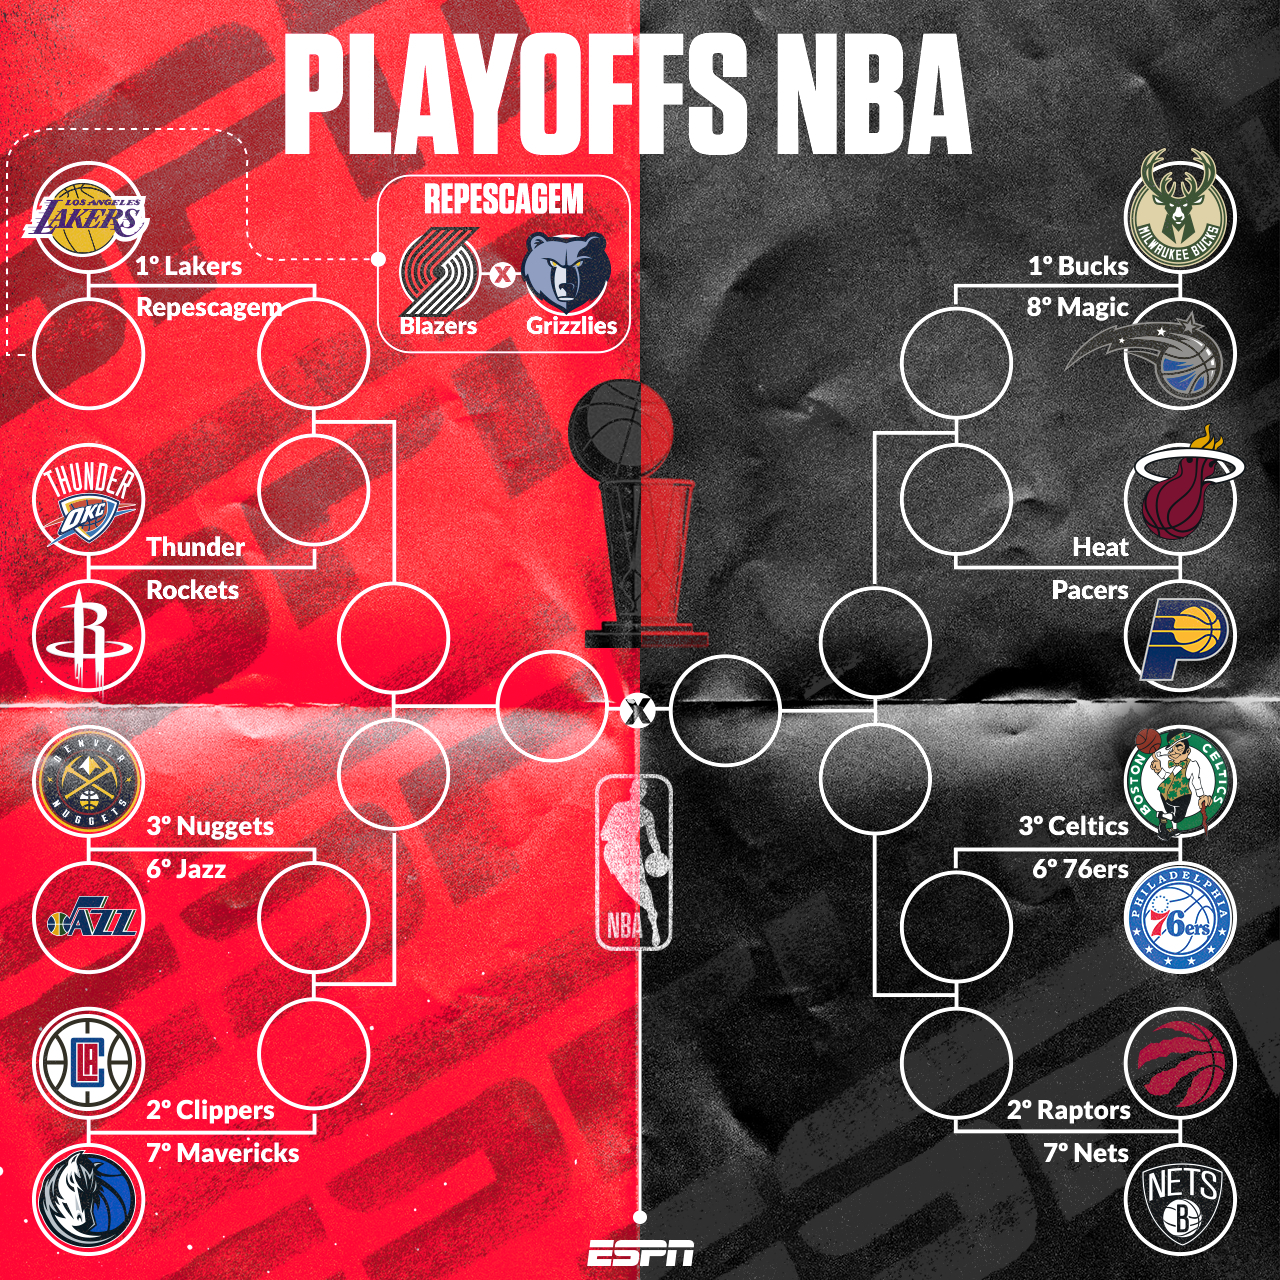 PLAYOFFS NBA
REPESCAGEM
X
Blazers
Grizzlies
LOS ANGELES
LAKERS
1º Lakers
Repescagem
THUNDER
OKC
Thunder
Rockets
R
DENVER
NUGGETS
3º Nuggets
6º Jazz
JAZZ
LA
C
2º Clippers
7º Mavericks
MILWAUKEE BUCKS
1º Bucks
8º Magic
Heat
Pacers
P
X
BOSTON
CELTICS
3º Celtics
6º 76ers
PHILADELPHIA
76ers
2º Raptors
7º Nets
NETS
B
NBA
ESPN